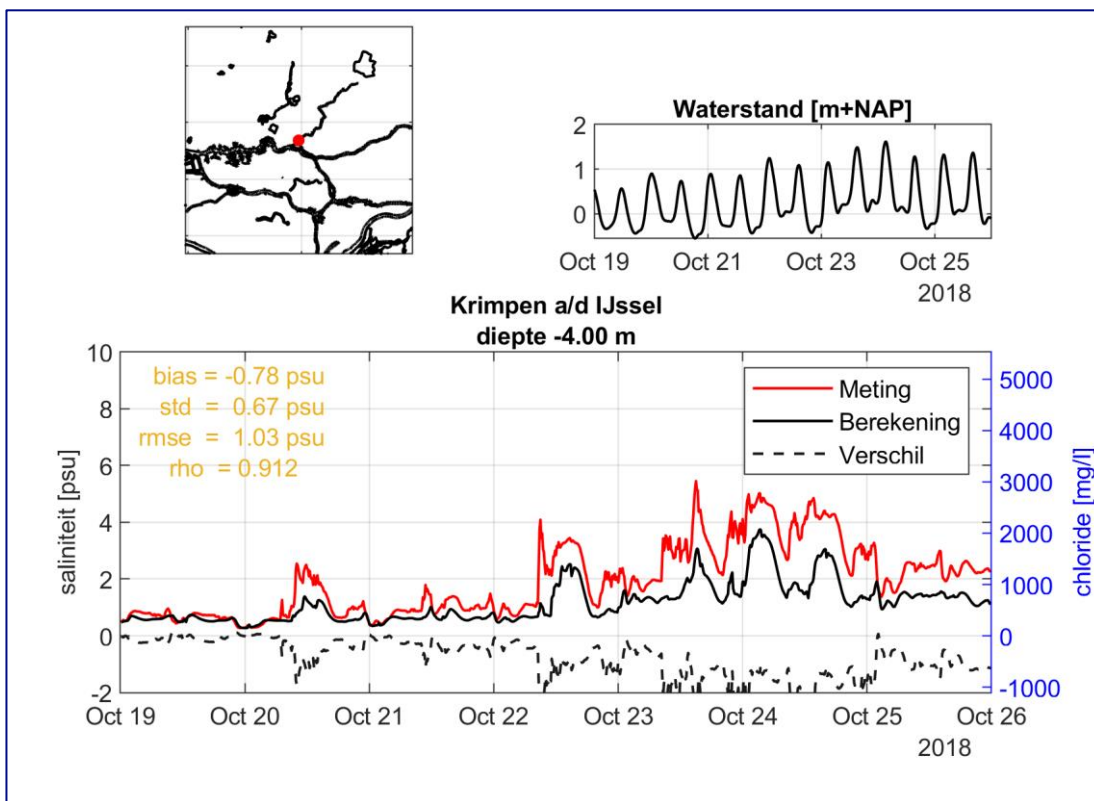 Waterstand [m+NAP]
2
1
0
Oct 19
Oct 21
Oct 23
Oct 25
2018
Krimpen a/d IJssel
diepte -4.00 m
bias = -0.78 psu
std = 0.67 psu
rmse = 1.03 psu
rho = 0.912
Meting
Berekening
Verschil
saliniteit [psu]
10
8
6
4
2
0
-2
chloride [mg/l]
5000
4000
3000
2000
1000
0
-1000
Oct 19
Oct 20
Oct 21
Oct 22
Oct 23
Oct 24
Oct 25
Oct 26
2018